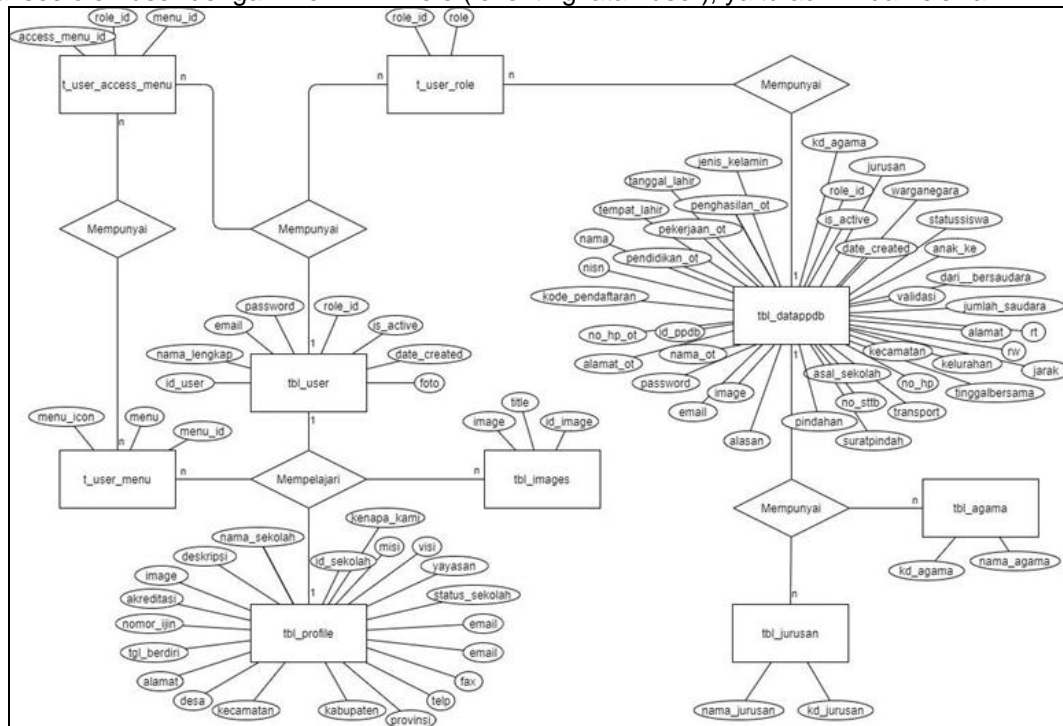 role_id
menu_id
access_menu_id
t_user_access_menu
n
n
role_id
role
n
t_user_role
n
Mempunyai
Mempunyai
Mempunyai
kd_agama
jenis_kelamin
jurusan
tanggal_lahir
role_id
warganegara
penghasilan_ot
tempat_lahir
is_active
statussiswa
pekerjaan_ot
nama
date_created
anak_ke
pendidikan_ot
nisn
dari__bersaudara
kode_pendaftaran
1
validasi
jumlah_saudara
tbl_datappdb
no_hp_ot
id_ppdb
alamat
rt
1
kecamatan
rw
alamat_ot
nama_ot
kelurahan
jarak
asal_sekolah
password
no_hp
tinggalbersama
image
email
no_sttb
transport
pindahan
alasan
suratpindah
password
role_id
email
is_active
nama_lengkap
1
date_created
tbl_user
id_user
foto
1
menu_icon
menu
menu_id
n
t_user_menu
n
Mempelajari
n
title
image
id_image
tbl_images
Mempunyai
n
tbl_agama
kd_agama
nama_agama
n
tbl_jurusan
nama_jurusan
kd_jurusan
kenapa_kami
nama_sekolah
misi
visi
deskripsi
id_sekolah
yayasan
image
status_sekolah
akreditasi
1
nomor_ijin
email
tbl_profile
tgl_berdiri
email
alamat
fax
desa
telp
kecamatan
kabupaten
provinsi